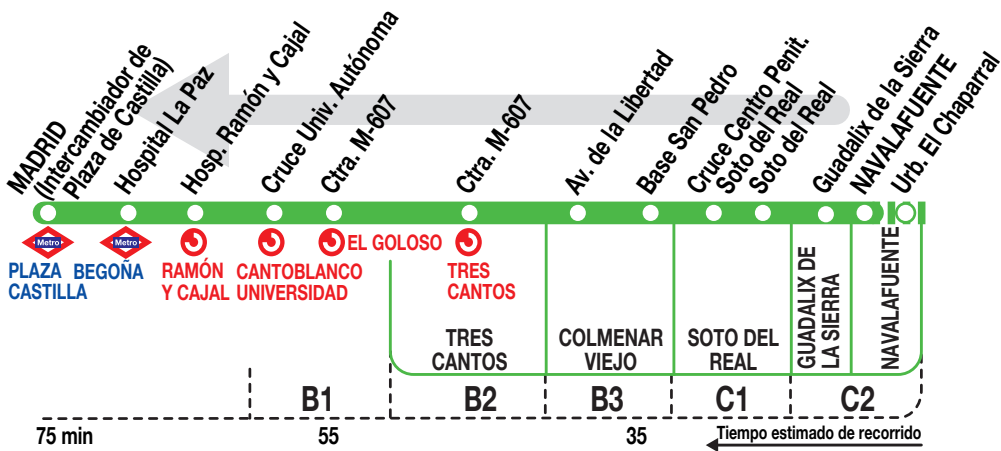 MADRID
(Intercambiador de
Plaza de Castilla)
Hospital La Paz
Hosp. Ramón y Cajal
Cruce Univ. Autónoma
Ctra. M-607
Ctra. M-607
Av. de la Libertad
Base San Pedro
Cruce Centro Penit.
Soto del Real
Soto del Real
Guadalix de la Sierra
NAVALAFUENTE
Urb. El Chaparral
Metro
Metro
PLAZA
CASTILLA
BEGOÑA
RAMÓN
Y CAJAL
CANTOBLANCO
UNIVERSIDAD
EL GOLOSO
TRES
CANTOS
TRES
CANTOS
COLMENAR
VIEJO
SOTO DEL
REAL
GUADALIX DE
LA SIERRA
NAVALAFUENTE
B1
B2
B3
C1
C2
75 min
55
35
Tiempo estimado de recorrido